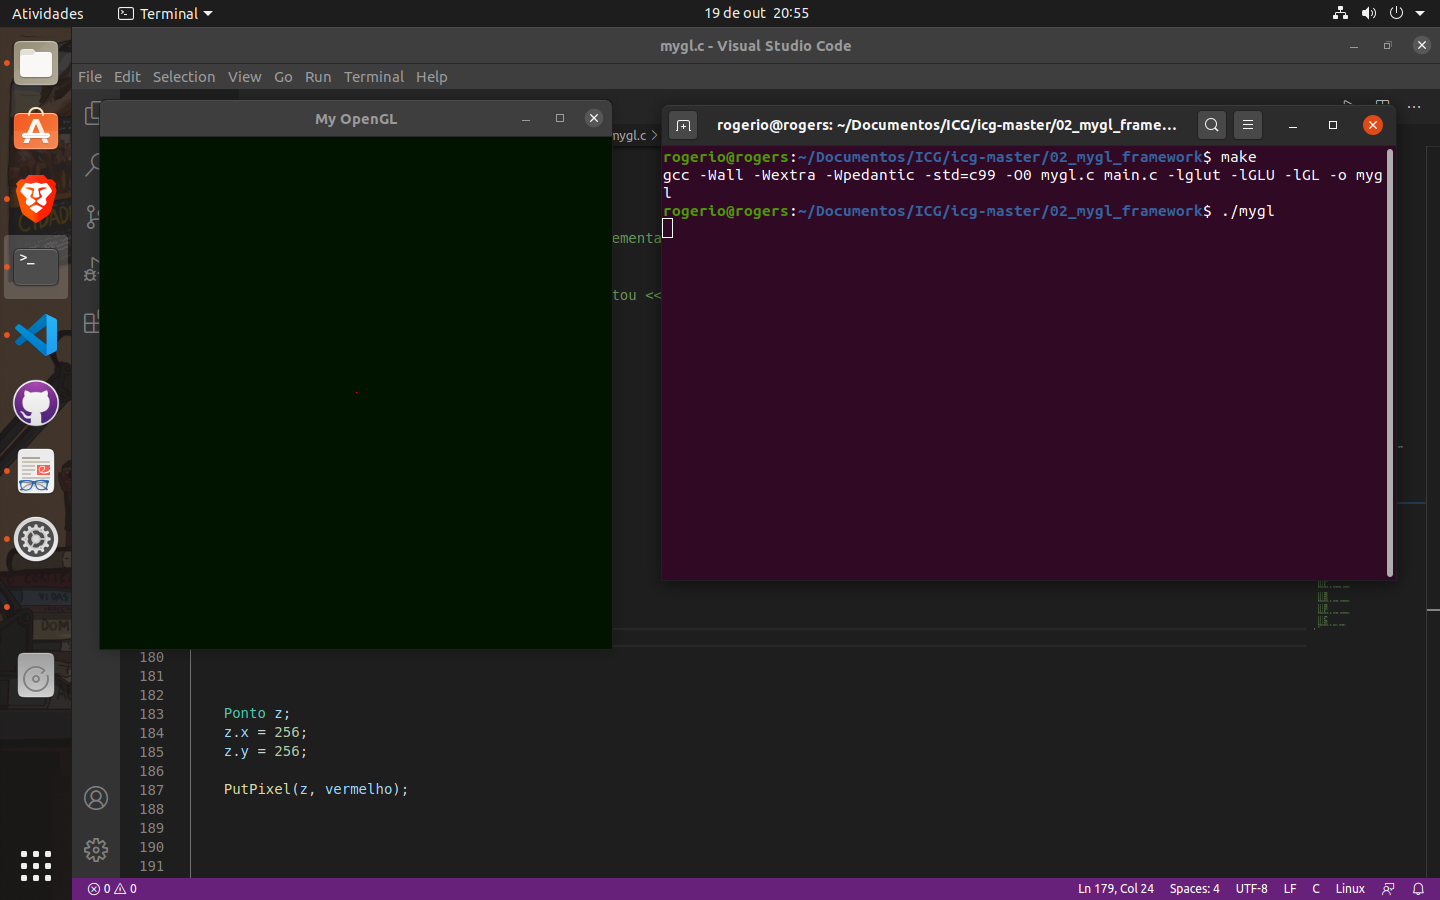 Atividades
Terminal
19 de out 20:55
mygl.c - Visual Studio Code
File Edit Selection View Go Run Terminal Help
My OpenGL
mygl.c
rogerio@rogers: ~/Documentos/ICG/icg-master/02_mygl_frame...
rogerio@rogers:~/Documentos/ICG/icg-master/02_mygl_framework$ make
gcc -Wall -Wextra -Wpedantic -std=c99 -O0 mygl.c main.c -lglut -lGLU -lGL -o myg
l
rogerio@rogers:~/Documentos/ICG/icg-master/02_mygl_framework$ ./mygl
ementa
tou <<
180
181
182
183 Ponto z;
184 z.x = 256;
185 z.y = 256;
186
187 PutPixel(z, vermelho);
188
189
190
191
0 0
Ln 179, Col 24 Spaces: 4 UTF-8 LF C Linux